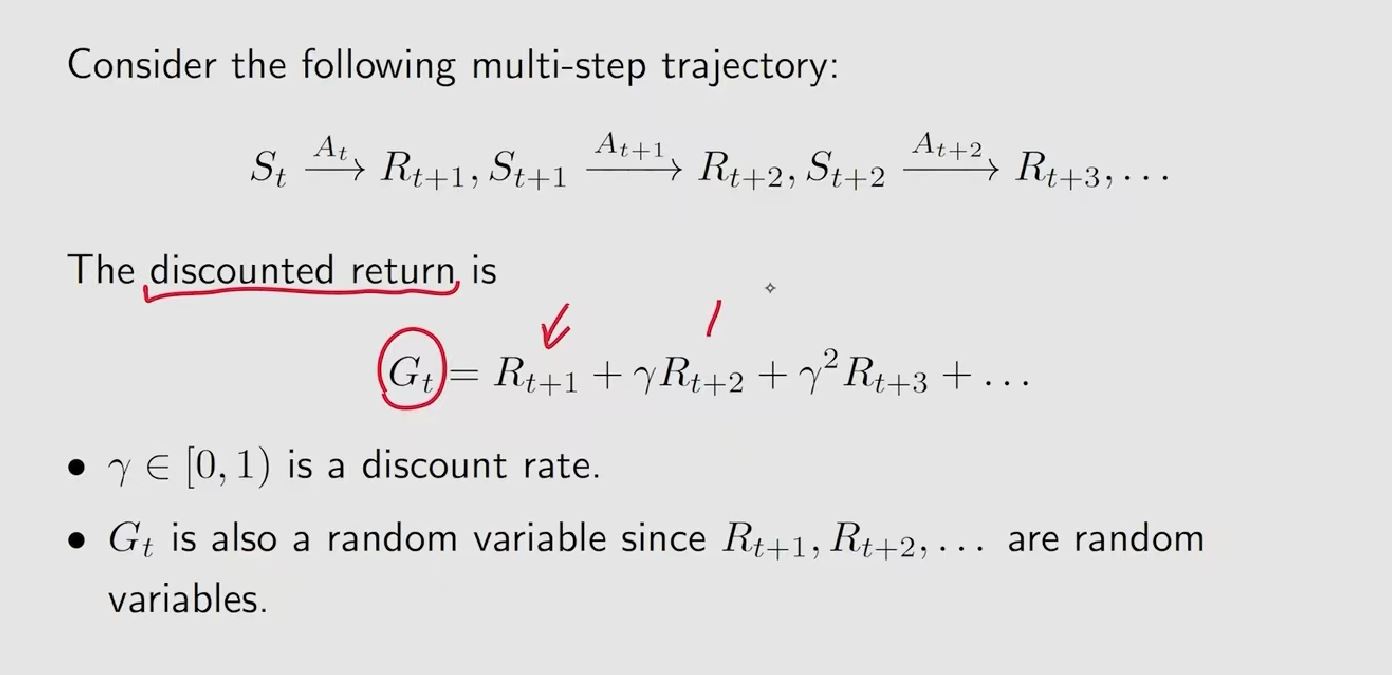 Consider the following multi-step trajectory:
$S_t \xrightarrow{A_t} R_{t+1}, S_{t+1} \xrightarrow{A_{t+1}} R_{t+2}, S_{t+2} \xrightarrow{A_{t+2}} R_{t+3}, \ldots$
The discounted return is
$G_t = R_{t+1} + \gamma R_{t+2} + \gamma^2 R_{t+3} + \ldots$
● $\gamma \in [0, 1)$ is a discount rate.
● $G_t$ is also a random variable since $R_{t+1}, R_{t+2}, \ldots$ are random
variables.